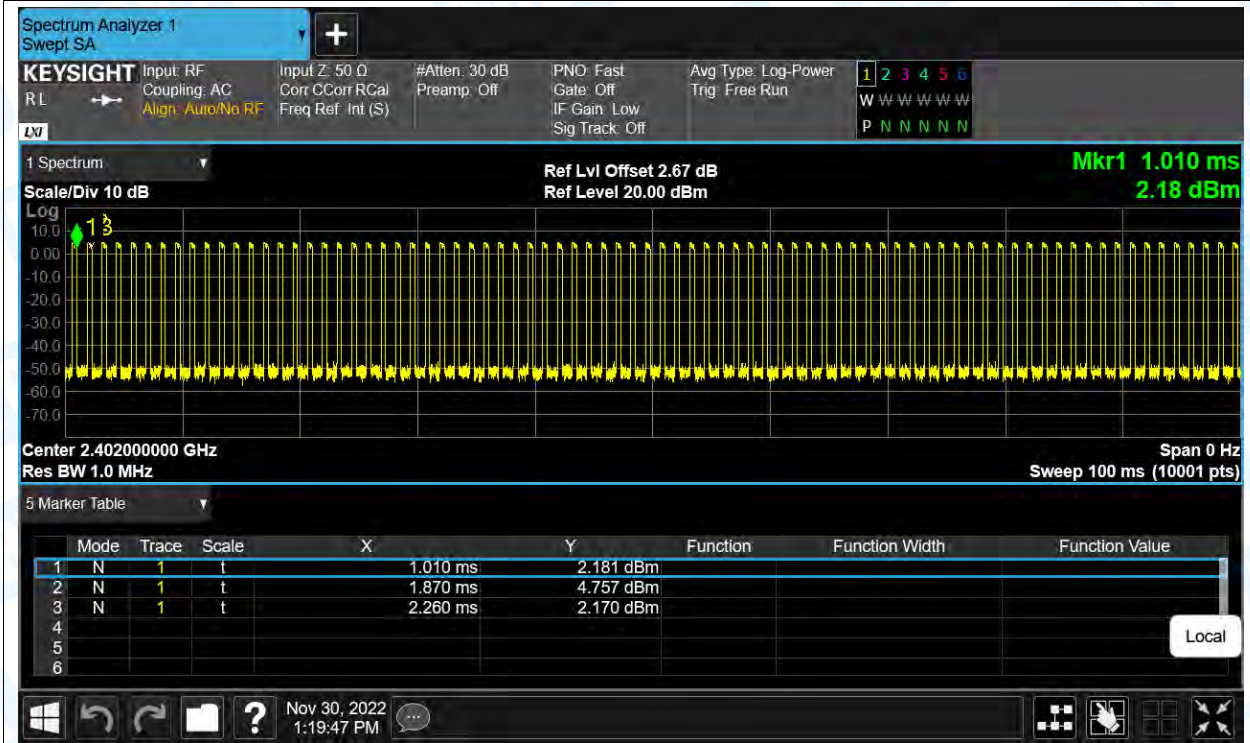 Spectrum Analyzer 1
Swept SA
+
KEYSIGHT Input: RF Input Z: 50 Ω #Atten: 30 dB PNO: Fast Avg Type: Log-Power 1 2 3 4 5 6
R L Coupling: AC Corr CCorr RCal Preamp: Off Gate: Off Trig: Free Run W W W W W W
Align: Auto/No RF Freq Ref: Int (S) IF Gain: Low
LXI Sig Track: Off P N N N N N
1 Spectrum Ref Lvl Offset 2.67 dB Mkr1 1.010 ms
Scale/Div 10 dB Ref Level 20.00 dBm 2.18 dBm
Log
10.0 1 3
0.00
-10.0
-20.0
-30.0
-40.0
-50.0
-60.0
-70.0
Center 2.402000000 GHz Span 0 Hz
Res BW 1.0 MHz Sweep 100 ms (10001 pts)
5 Marker Table
Mode Trace Scale X Y Function Function Width Function Value
1 N 1 t 1.010 ms 2.181 dBm
2 N 1 t 1.870 ms 4.757 dBm
3 N 1 t 2.260 ms 2.170 dBm
4
5 Local
6
? Nov 30, 2022
1:19:47 PM